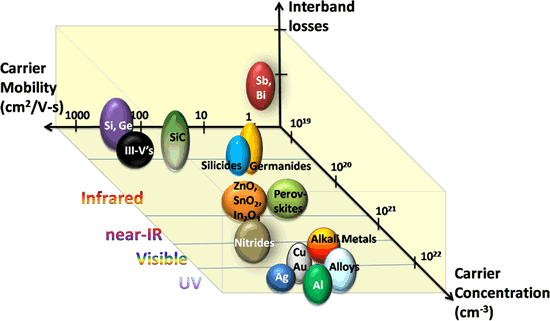 Interband
losses
Carrier
Mobility
(cm²/V-s)
Sb,
Bi
1000
100
10
1
10¹⁹
Si, Ge
III-V's
SiC
Silicides
Germanides
10²⁰
Infrared
ZnO,
SnO₂,
In₂O₃
Perov-
skites
10²¹
near-IR
Nitrides
Alkali Metals
Visible
Cu
Au
Alloys
10²²
UV
Ag
Al
Carrier
Concentration
(cm⁻³)